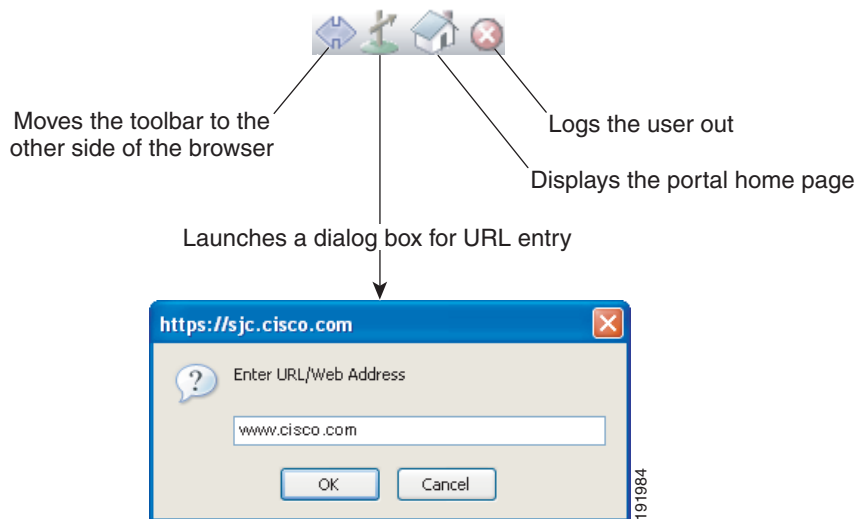 Moves the toolbar to the
other side of the browser
Logs the user out
Displays the portal home page
Launches a dialog box for URL entry
https://sjc.cisco.com
?
Enter URL/Web Address
www.cisco.com
OK
Cancel
191984